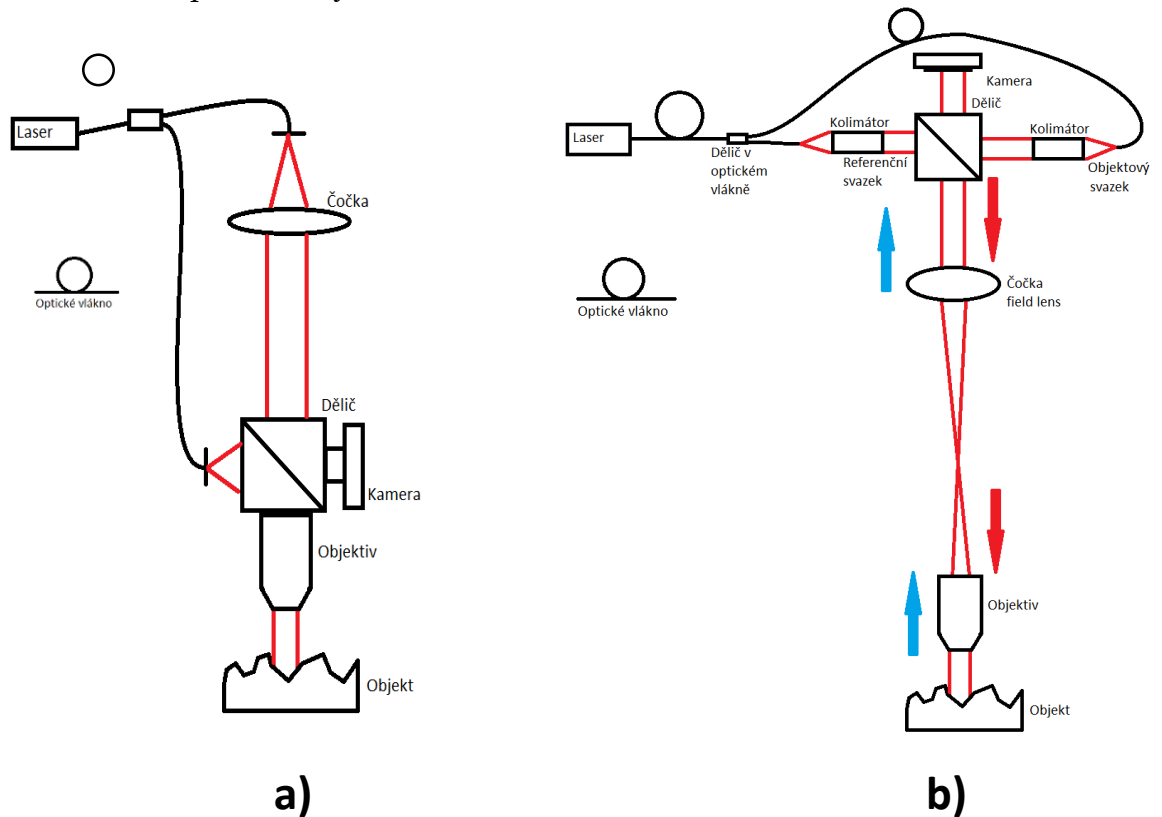 Laser
Čočka
Optické vlákno
Dělič
Kamera
Objektiv
Objekt
a)
Kamera
Dělič
Laser
Kolimátor
Kolimátor
Dělič v
optickém
vlákně
Referenční
svazek
Objektový
svazek
Čočka
field lens
Optické vlákno
Objektiv
Objekt
b)